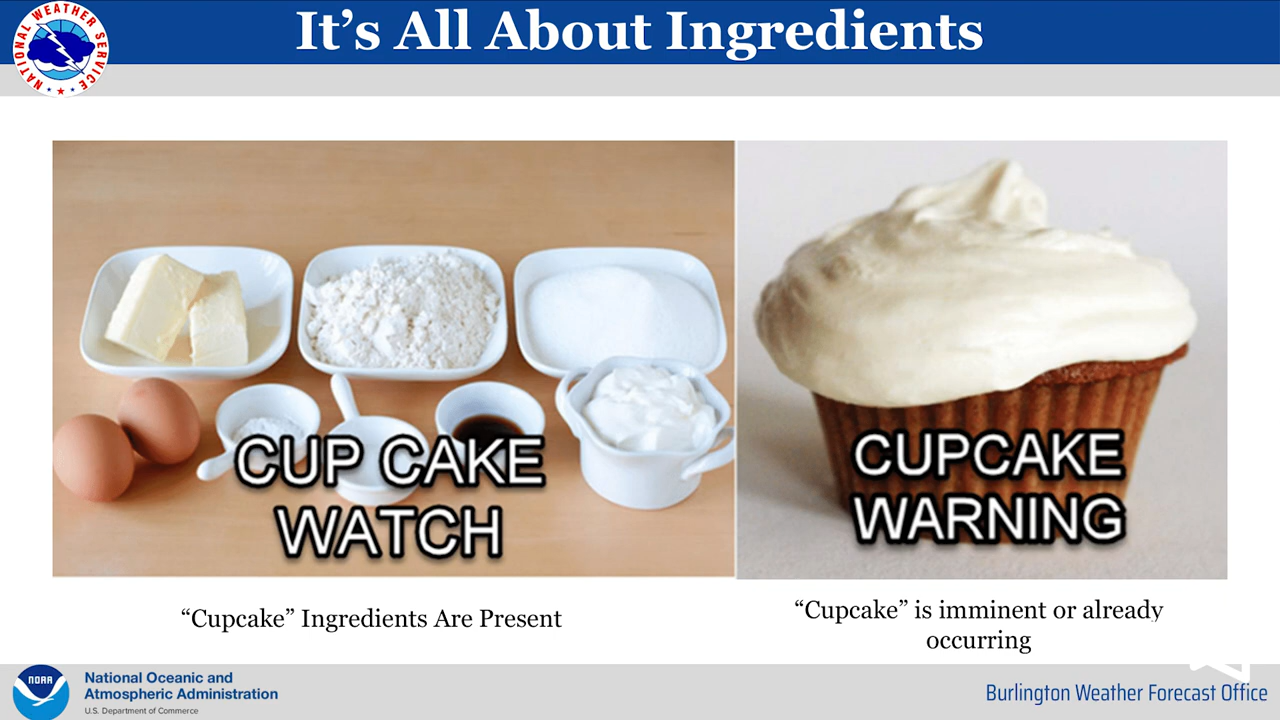 It’s All About Ingredients
NATIONAL WEATHER SERVICE
CUP CAKE
WATCH
CUPCAKE
WARNING
“Cupcake” Ingredients Are Present
“Cupcake” is imminent or already
occurring
NOAA
National Oceanic and
Atmospheric Administration
U.S. Department of Commerce
Burlington Weather Forecast Office